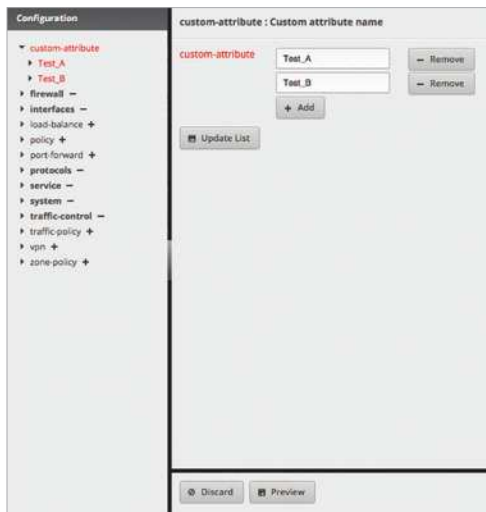 Configuration
custom-attribute
Test_A
Test_B
firewall −
interfaces −
load-balance +
policy +
port-forward +
protocols −
service −
system −
traffic-control −
traffic-policy +
vpn +
zone-policy +
custom-attribute : Custom attribute name
custom-attribute Test_A − Remove
Test_B − Remove
+ Add
Update List
Discard Preview